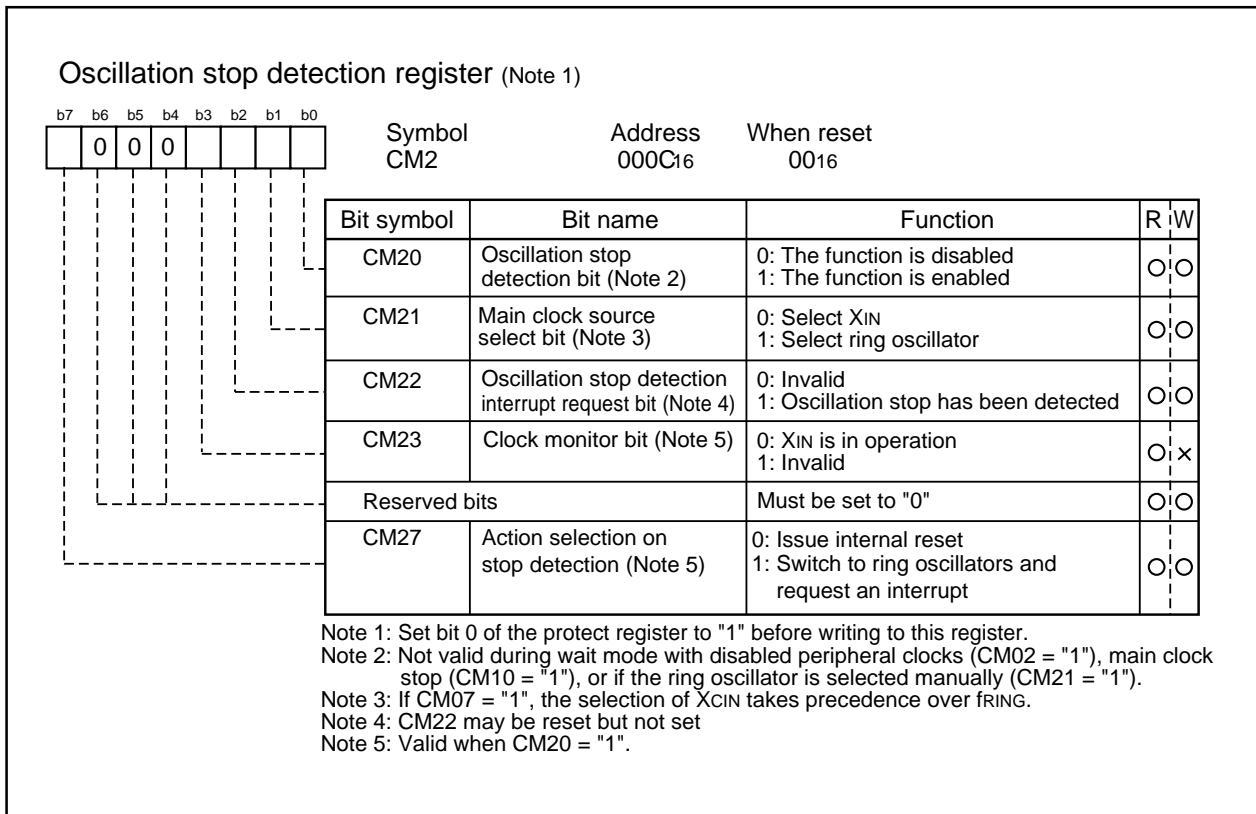 Oscillation stop detection register (Note 1)
b7 b6 b5 b4 b3 b2 b1 b0
0 0 0
Symbol Address When reset
CM2 000C16 0016
Bit symbol Bit name Function R W
CM20 Oscillation stop detection bit (Note 2) 0: The function is disabled
1: The function is enabled
CM21 Main clock source select bit (Note 3) 0: Select XIN
1: Select ring oscillator
CM22 Oscillation stop detection interrupt request bit (Note 4) 0: Invalid
1: Oscillation stop has been detected
CM23 Clock monitor bit (Note 5) 0: XIN is in operation
1: Invalid
Reserved bits Must be set to "0"
CM27 Action selection on stop detection (Note 5) 0: Issue internal reset
1: Switch to ring oscillators and
request an interrupt
Note 1: Set bit 0 of the protect register to "1" before writing to this register.
Note 2: Not valid during wait mode with disabled peripheral clocks (CM02 = "1"), main clock
stop (CM10 = "1"), or if the ring oscillator is selected manually (CM21 = "1").
Note 3: If CM07 = "1", the selection of XCIN takes precedence over fRING.
Note 4: CM22 may be reset but not set
Note 5: Valid when CM20 = "1".